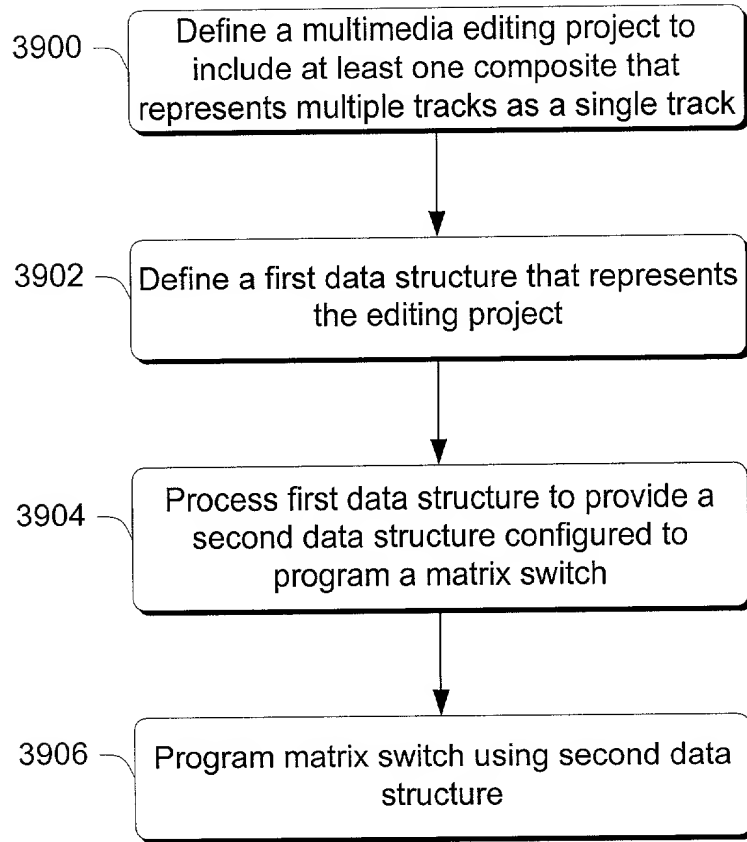 3900
Define a multimedia editing project to
include at least one composite that
represents multiple tracks as a single track
3902
Define a first data structure that represents
the editing project
3904
Process first data structure to provide a
second data structure configured to
program a matrix switch
3906
Program matrix switch using second data
structure